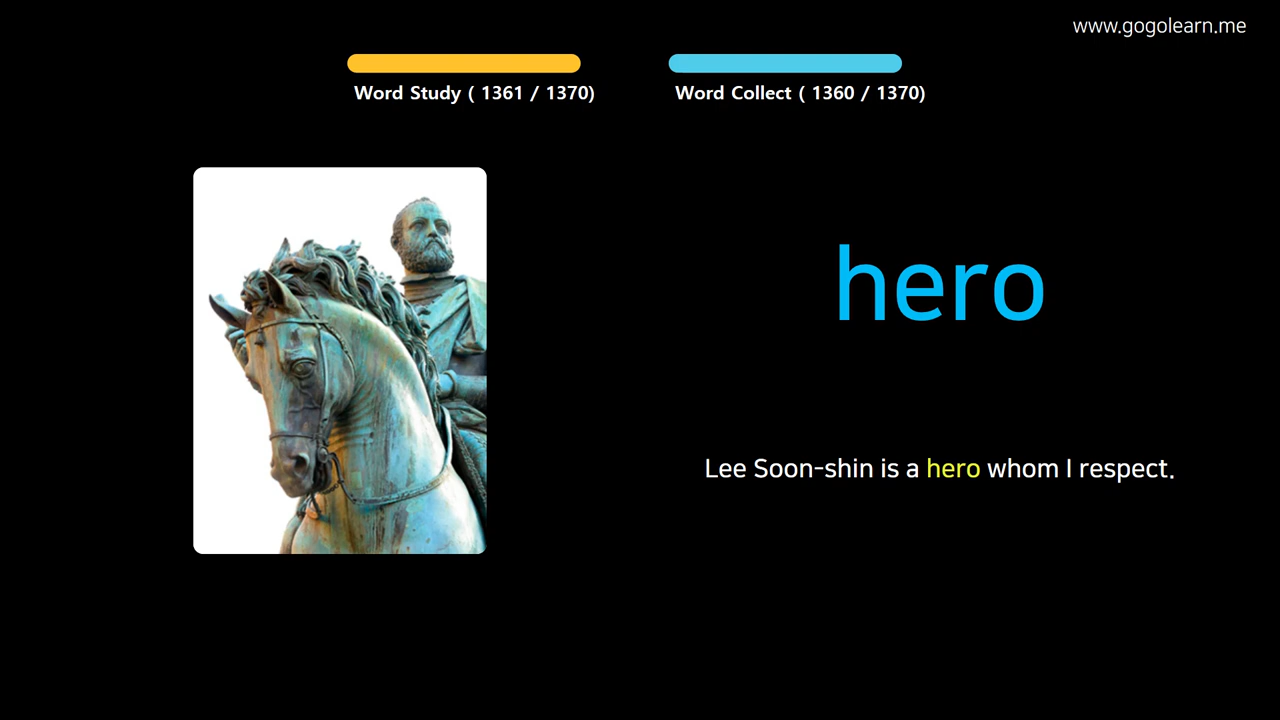 www.gogolearn.me
Word Study ( 1361 / 1370)
Word Collect ( 1360 / 1370)
hero
Lee Soon-shin is a hero whom I respect.